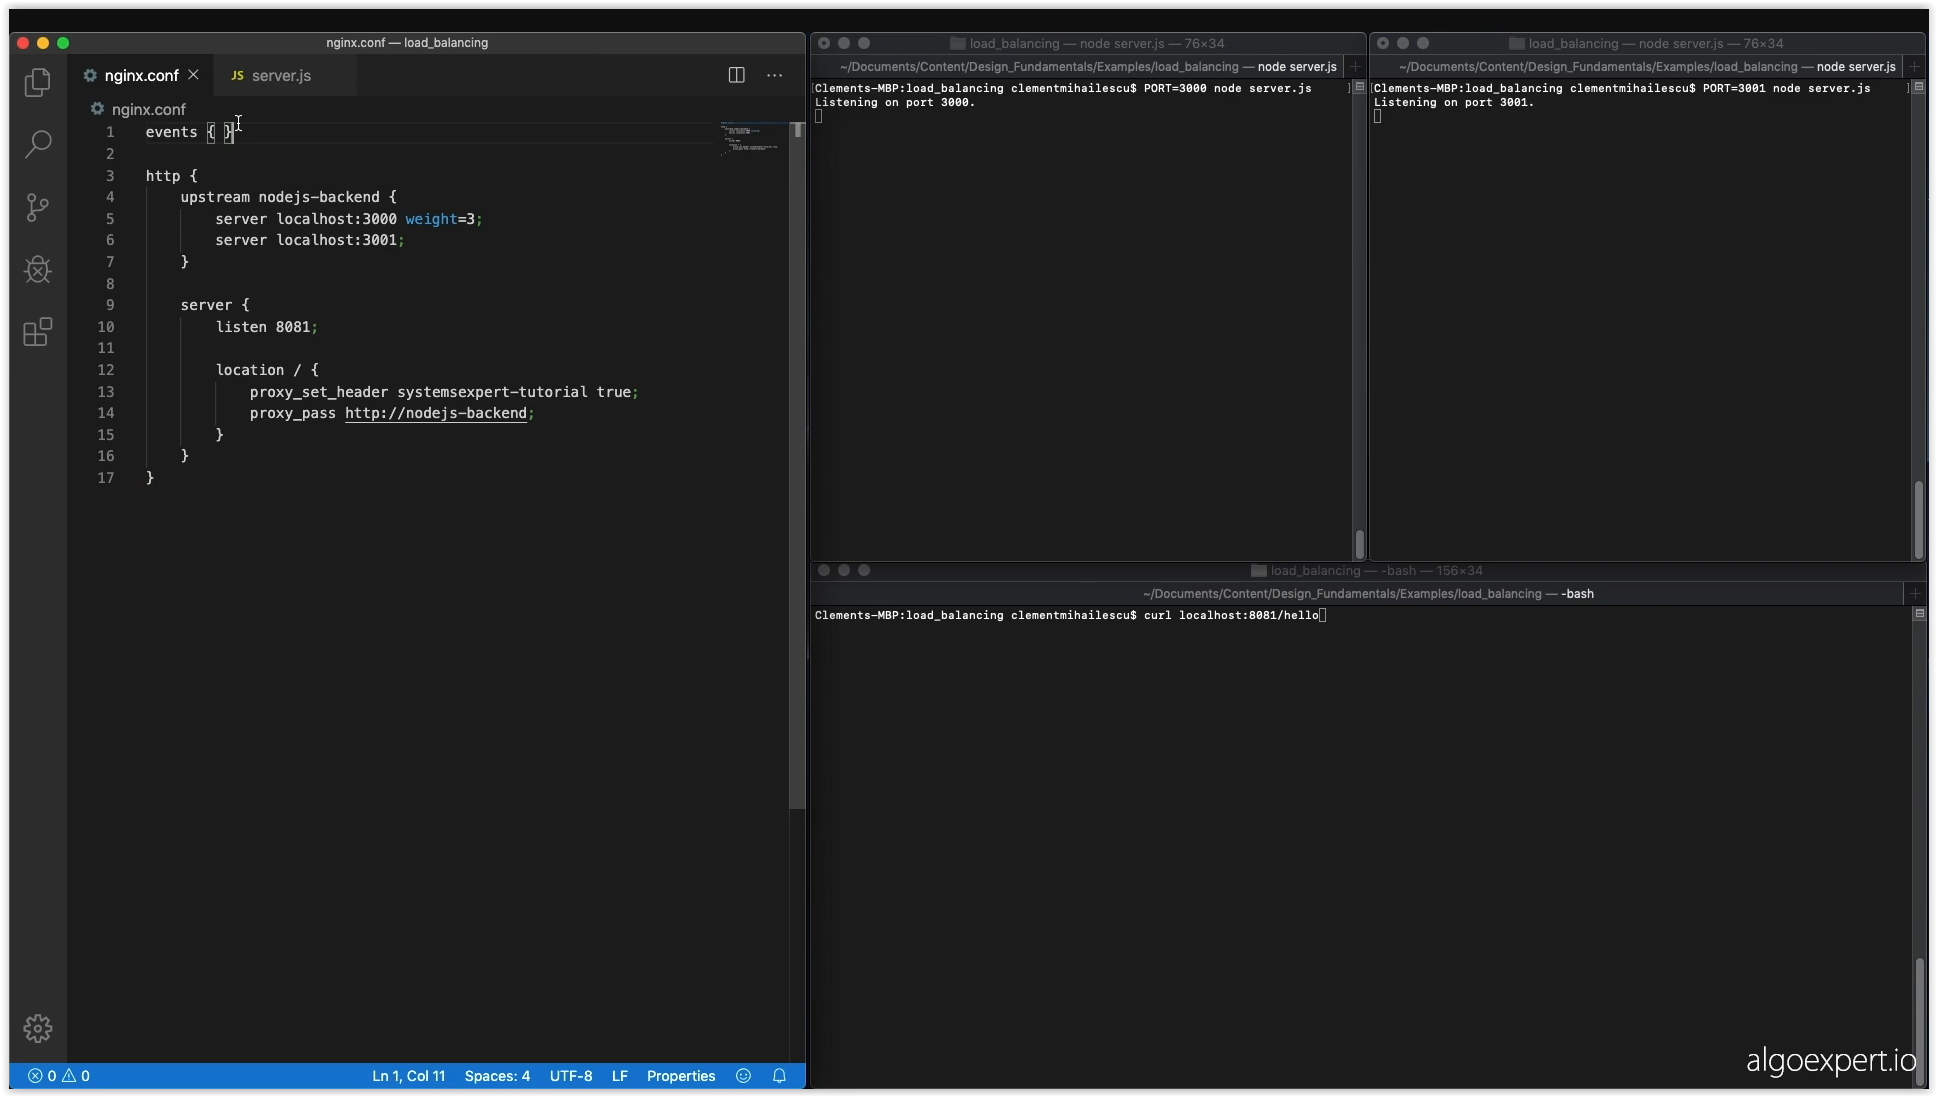 nginx.conf — load_balancing
nginx.conf
JS server.js
nginx.conf
1 events { }
2
3 http {
4 upstream nodejs-backend {
5 server localhost:3000 weight=3;
6 server localhost:3001;
7 }
8
9 server {
10 listen 8081;
11
12 location / {
13 proxy_set_header systemsexpert-tutorial true;
14 proxy_pass http://nodejs-backend;
15 }
16 }
17 }
0 0
Ln 1, Col 11 Spaces: 4 UTF-8 LF Properties
load_balancing — node server.js — 76×34
~/Documents/Content/Design_Fundamentals/Examples/load_balancing — node server.js
[Clements-MBP:load_balancing clementmihailescu$ PORT=3000 node server.js ]
Listening on port 3000.
load_balancing — node server.js — 76×34
~/Documents/Content/Design_Fundamentals/Examples/load_balancing — node server.js
[Clements-MBP:load_balancing clementmihailescu$ PORT=3001 node server.js ]
Listening on port 3001.
load_balancing — -bash — 156×34
~/Documents/Content/Design_Fundamentals/Examples/load_balancing — -bash
Clements-MBP:load_balancing clementmihailescu$ curl localhost:8081/hello
algoexpert.io